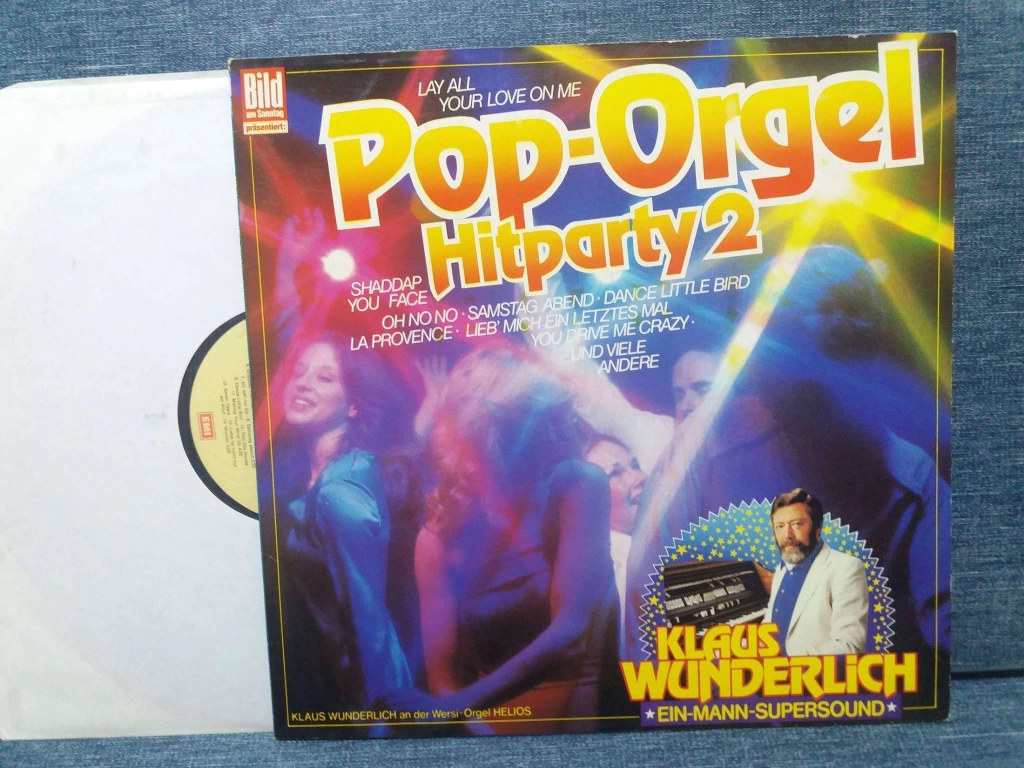 Bild
am Sonntag
präsentiert:
LAY ALL
YOUR LOVE ON ME
Pop-Orgel
Hitparty 2
SHADDAP
YOU FACE
OH NO NO · SAMSTAG ABEND · DANCE LITTLE BIRD
LA PROVENCE · LIEB' MICH EIN LETZTES MAL
YOU DRIVE ME CRAZY ·
UND VIELE
ANDERE
EMI
KLAUS
WUNDERLICH
EIN-MANN-SUPERSOUND
KLAUS WUNDERLICH an der Wersi-Orgel HELIOS